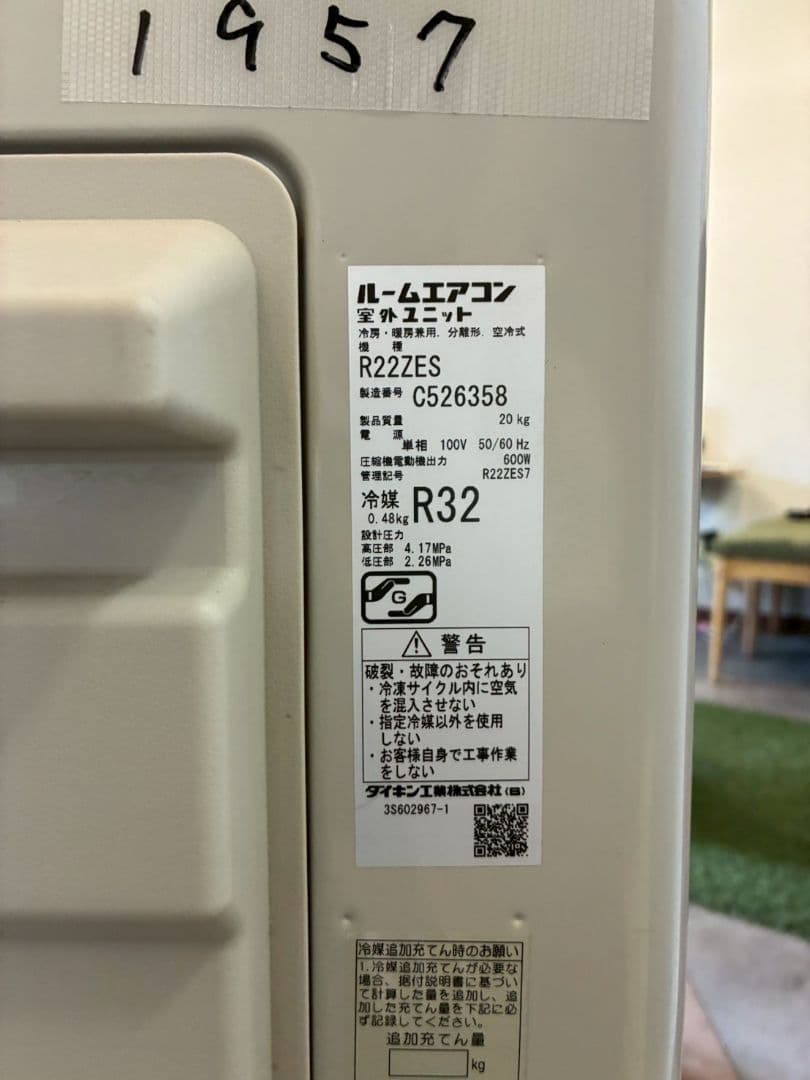 1957
ルームエアコン
室外ユニット
冷房・暖房兼用. 分離形. 空冷式
機 種
R22ZES
製造番号 C526358
製品質量 20 kg
電 源
単相 100V 50/60 Hz
圧縮機電動機出力 600W
管理記号 R22ZES7
冷媒 R32
0.48kg
設計圧力
高圧部 4.17MPa
低圧部 2.26MPa
G
警告
破裂・故障のおそれあり
・冷凍サイクル内に空気
を混入させない
・指定冷媒以外を使用
しない
・お客様自身で工事作業
をしない
ダイキン工業株式会社(B)
3S602967-1
冷媒追加充てん時のお願い
1.冷媒追加充てんが必要な
場合、据付説明書に基づい
て計算した量を追加し、追
加した充てん量を下記に必
ず記録してください。
追加充てん量
kg